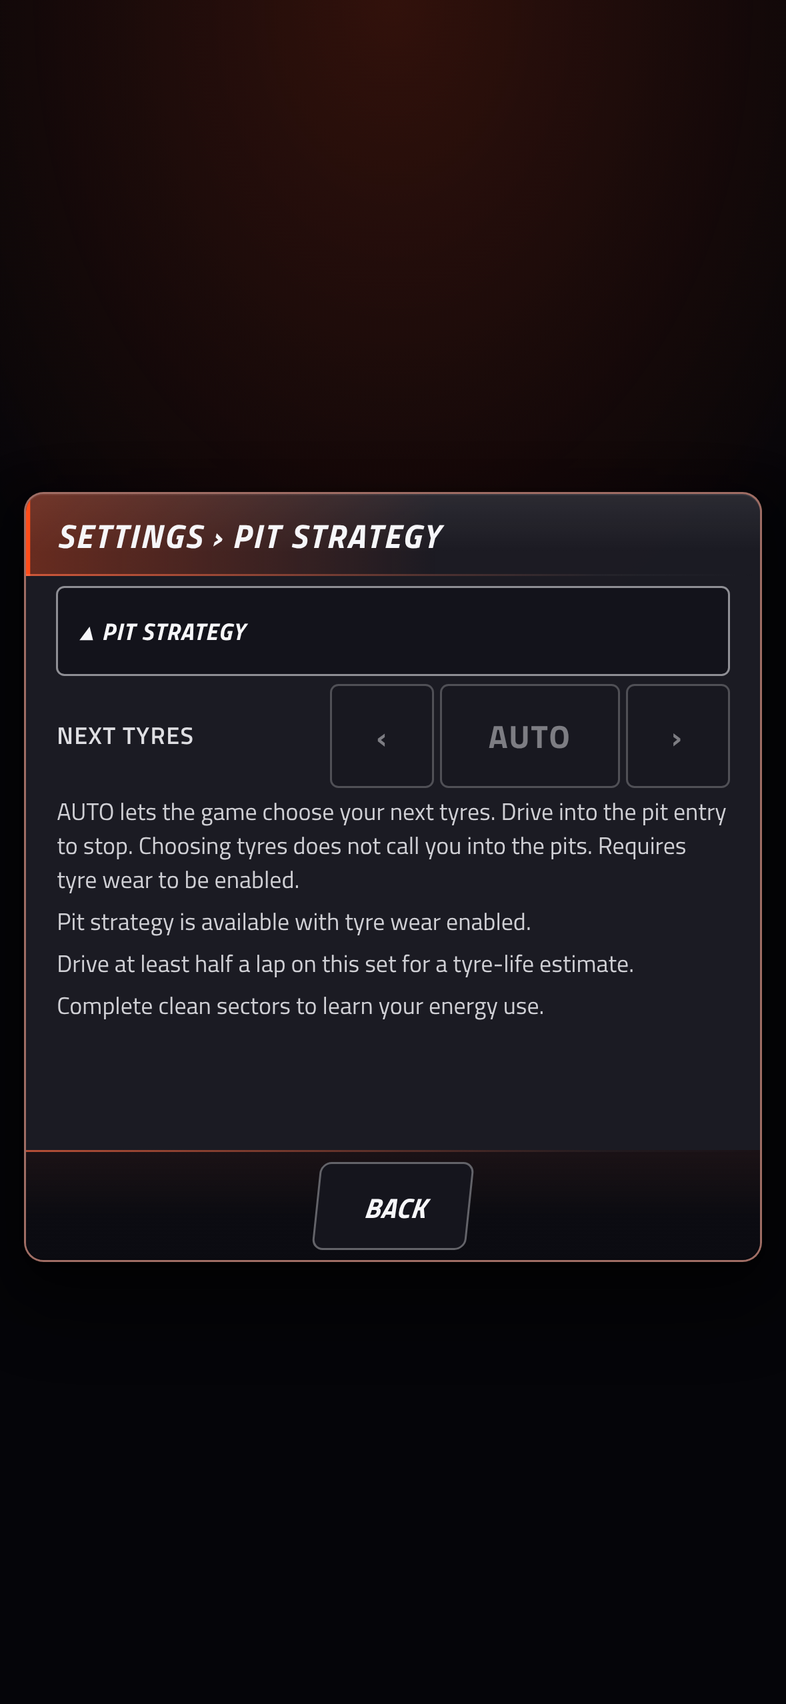 SETTINGS › PIT STRATEGY
▲ PIT STRATEGY
NEXT TYRES ‹ AUTO ›
AUTO lets the game choose your next tyres. Drive into the pit entry
to stop. Choosing tyres does not call you into the pits. Requires
tyre wear to be enabled.
Pit strategy is available with tyre wear enabled.
Drive at least half a lap on this set for a tyre-life estimate.
Complete clean sectors to learn your energy use.
BACK